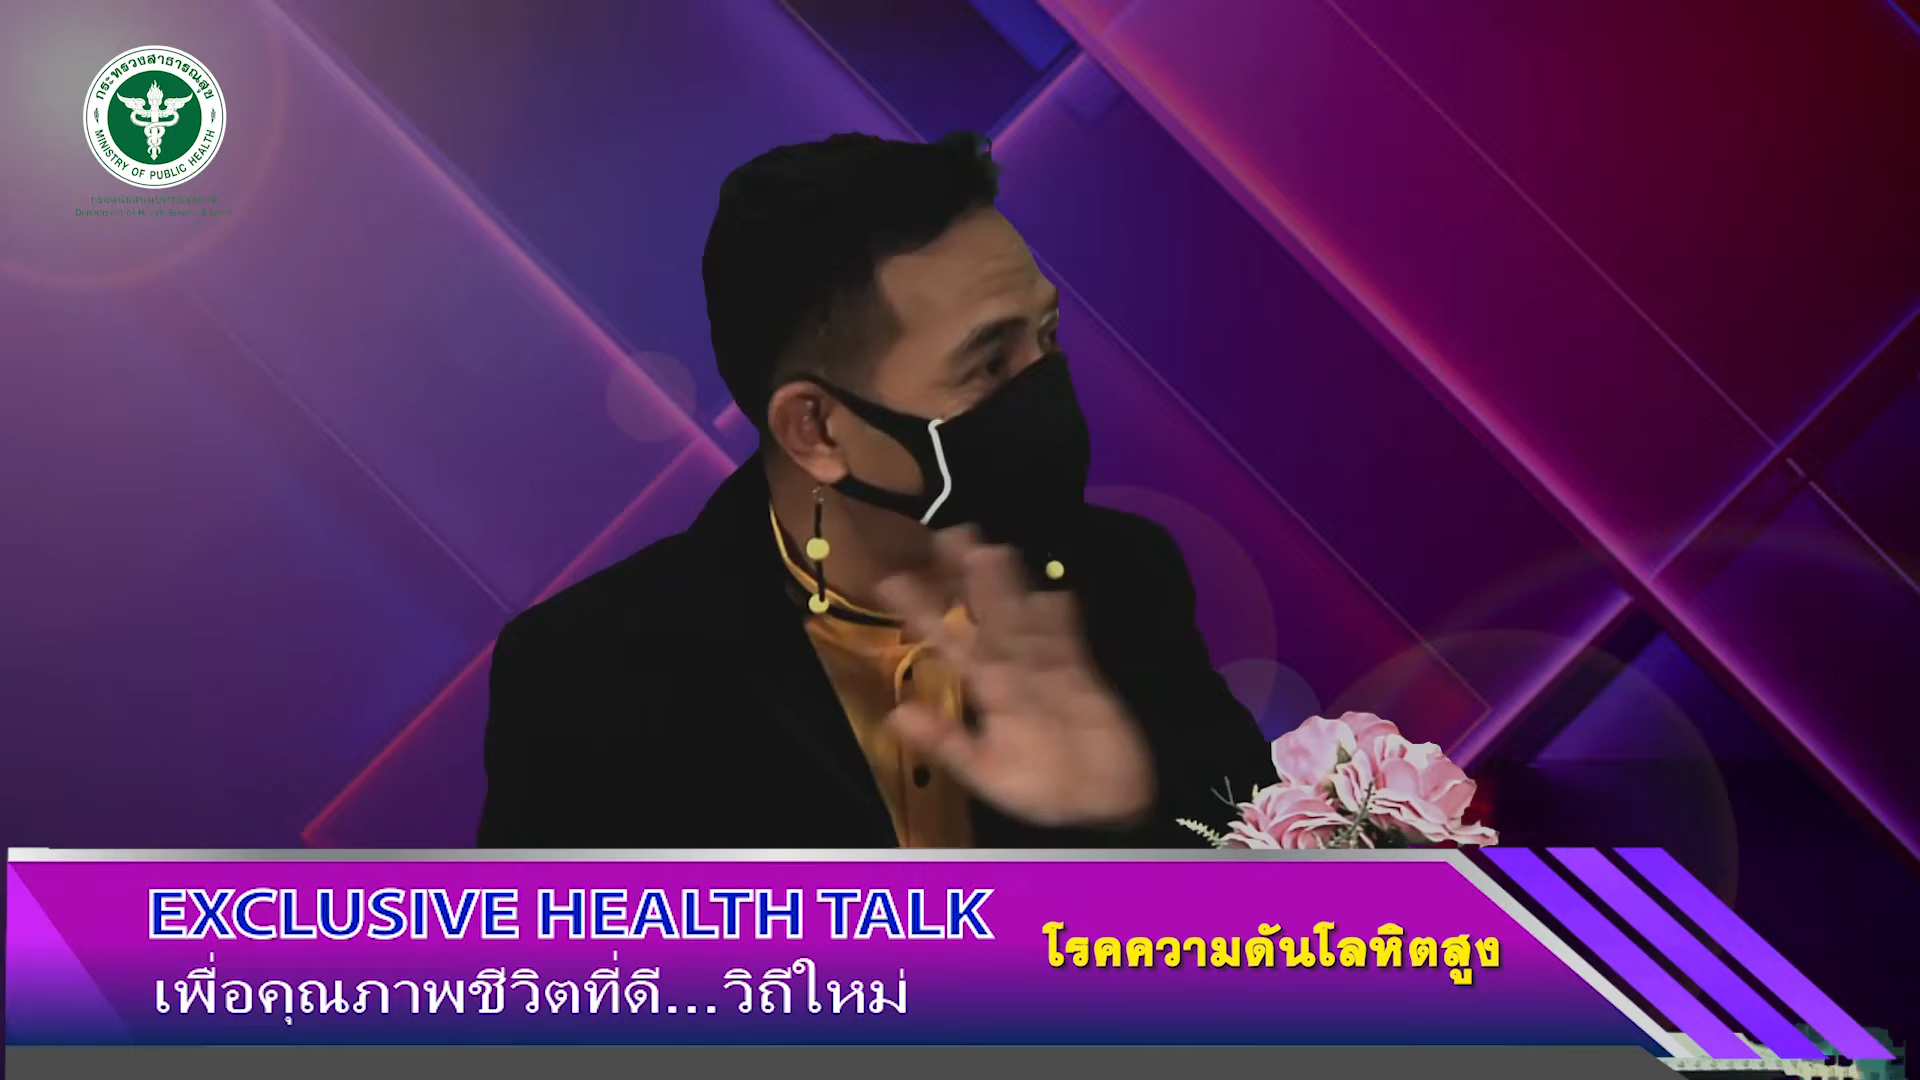 กระทรวงสาธารณสุข
MINISTRY OF PUBLIC HEALTH
EXCLUSIVE HEALTH TALK
เพื่อคุณภาพชีวิตที่ดี...วิถีใหม่
โรคความดันโลหิตสูง